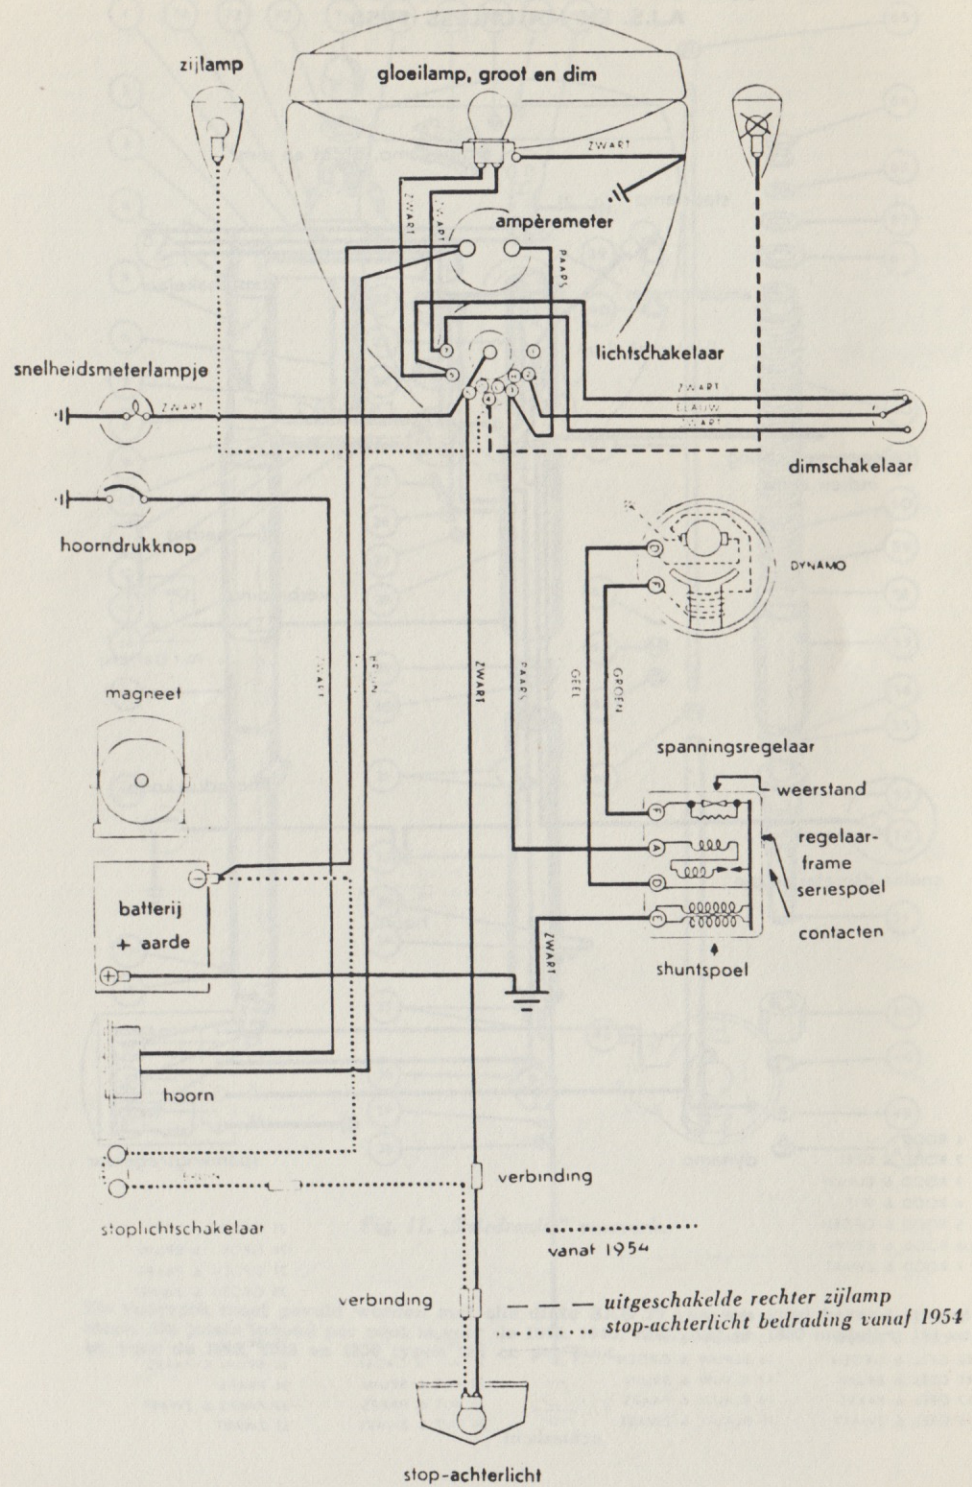 zijlamp
gloeilamp, groot en dim
ZWART
ZWART
ZWART
ampèremeter
PAARS
lichtschakelaar
snelheidsmeterlampje
ZWART
ZWART
BLAUW
ZWART
dimschakelaar
hoorndrukknop
DYNAMO
D
F
magneet
ZWART
BRUIN
ZWART
PAARS
GEEL
GROEN
spanningsregelaar
weerstand
F
A
D
E
regelaar-
frame
seriespoel
contacten
shuntspoel
batterij
+ aarde
ZWART
hoorn
verbinding
stoplichtschakelaar
vanaf 1954
verbinding
uitgeschakelde rechter zijlamp
stop-achterlicht bedrading vanaf 1954
stop-achterlicht